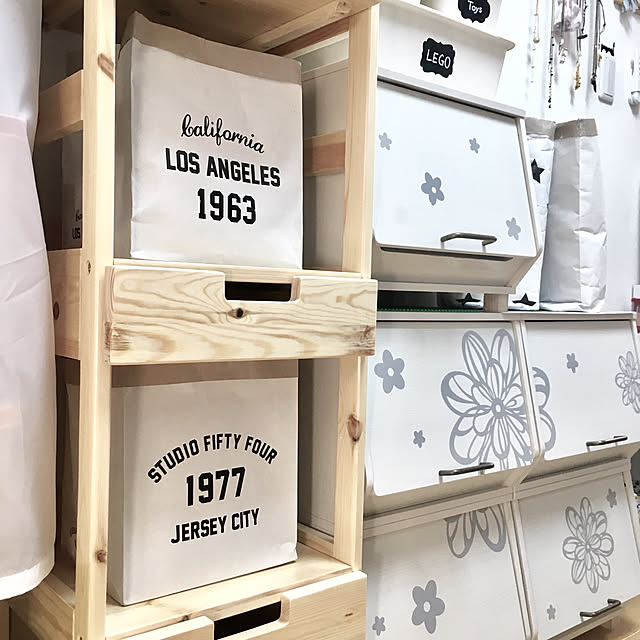 Toys
LEGO
California
LOS ANGELES
1963
STUDIO FIFTY FOUR
1977
JERSEY CITY